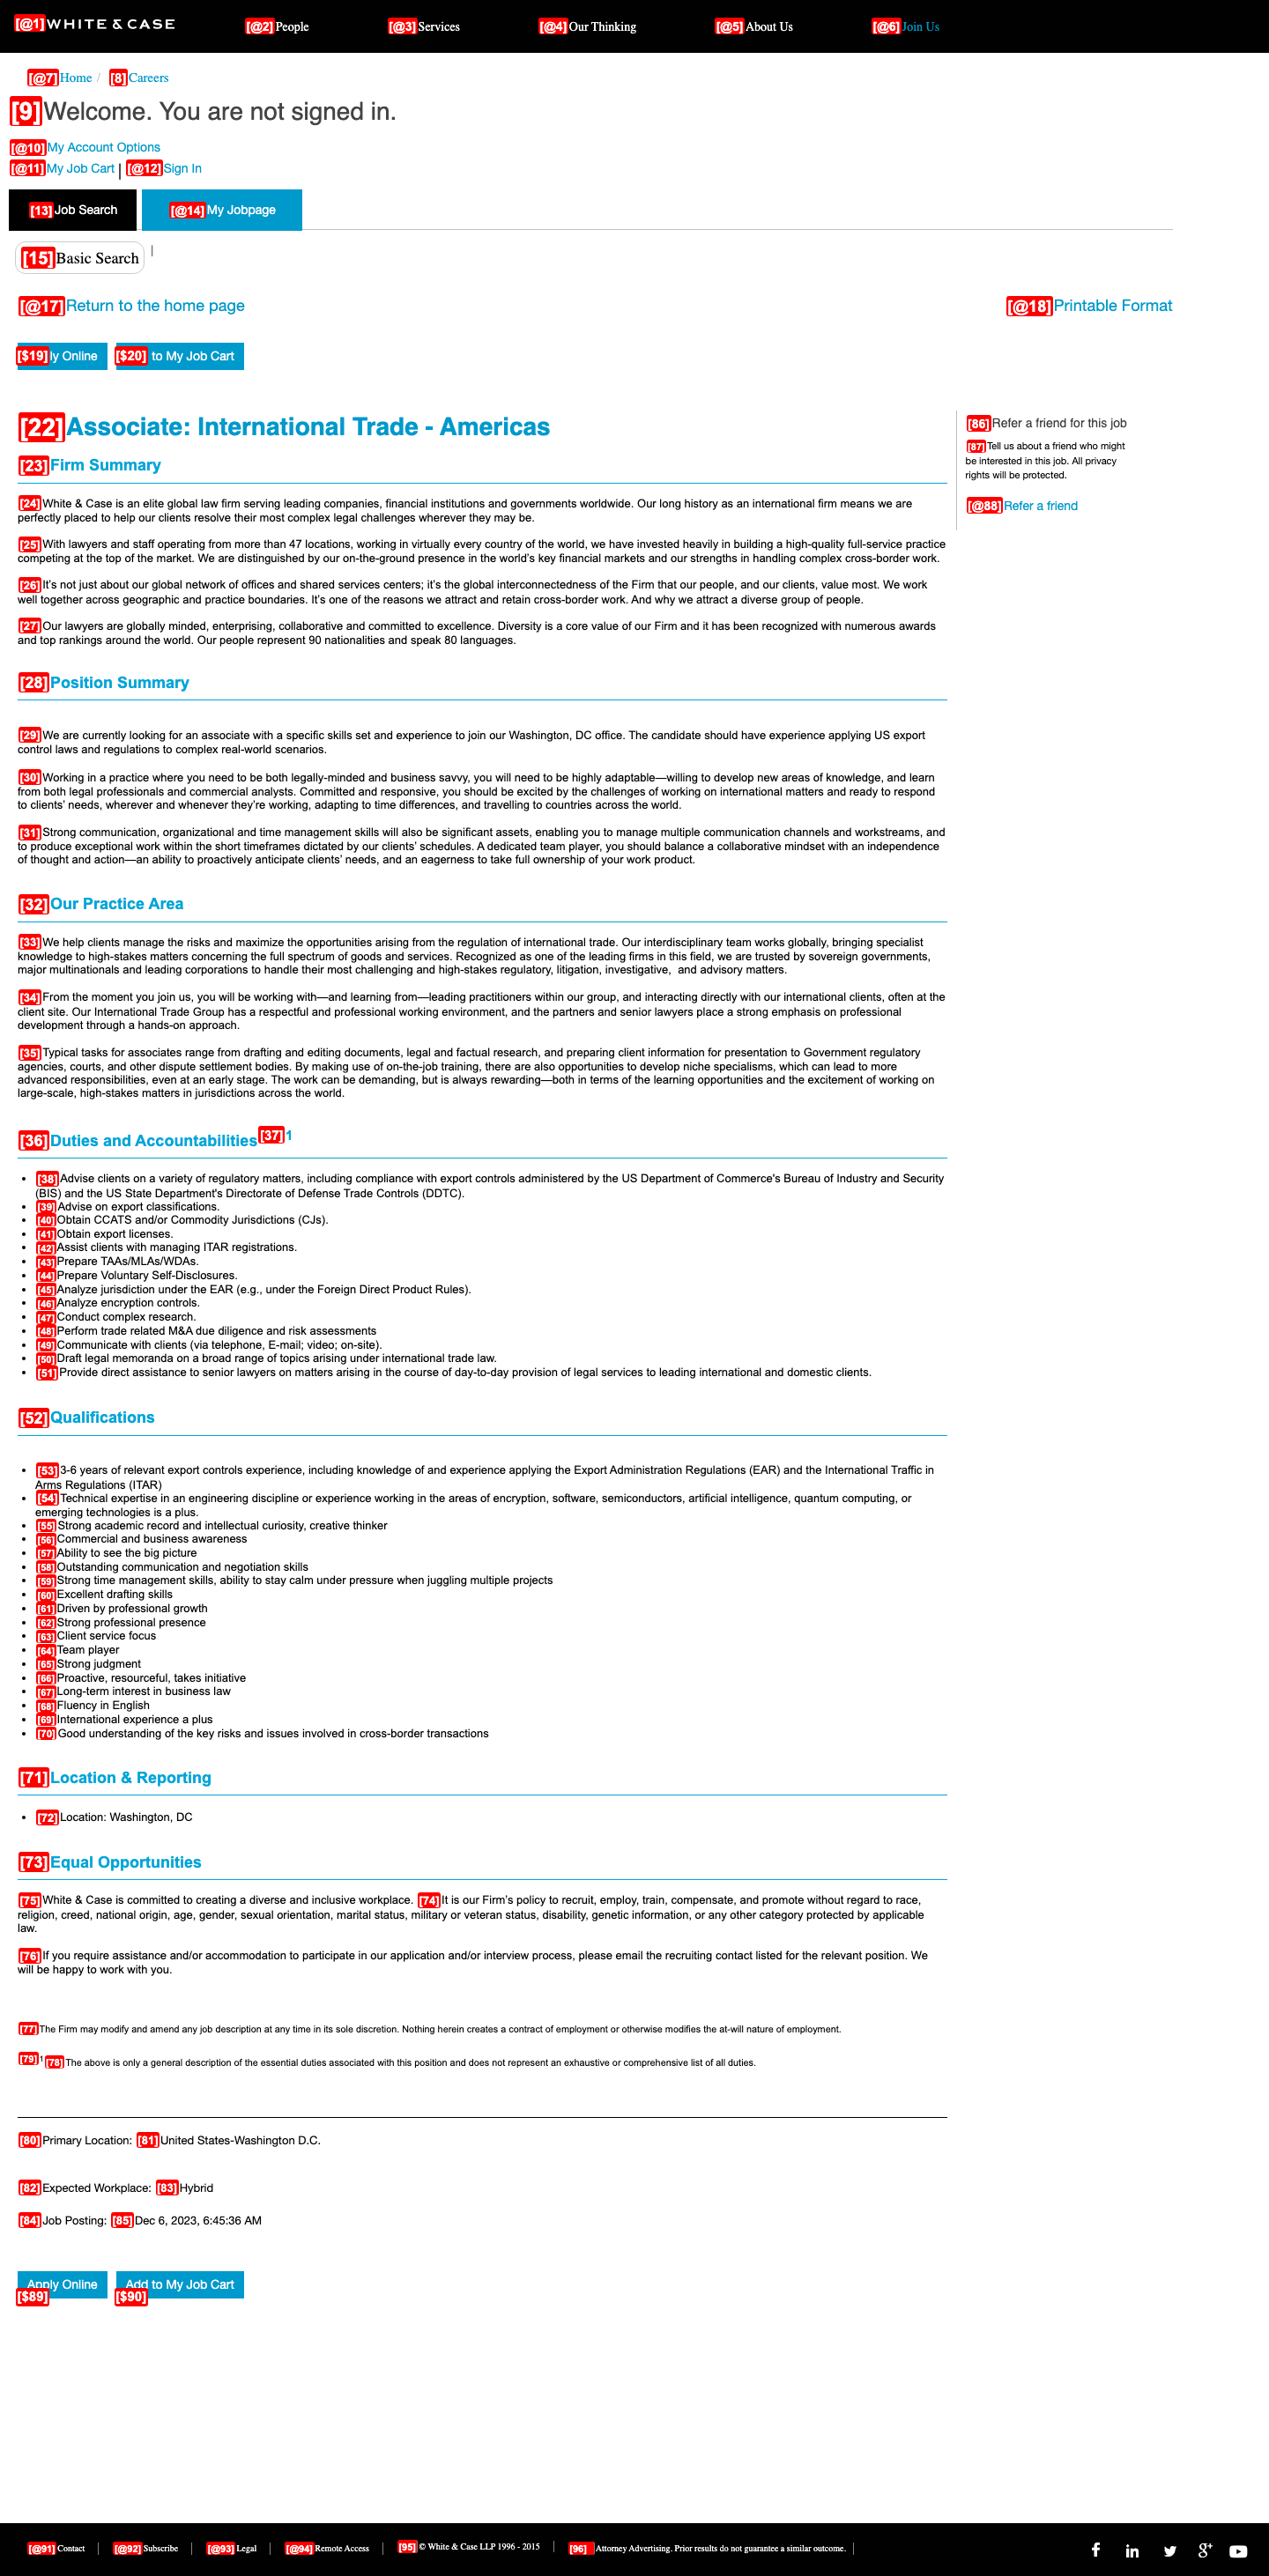 [@1]WHITE & CASE [@2]People [@3]Services [@4]Our Thinking [@5]About Us [@6]Join Us
[@7]Home / [8]Careers
[9]Welcome. You are not signed in.
[@10]My Account Options
[@11]My Job Cart | [@12]Sign In
[13]Job Search [@14]My Jobpage
[15]Basic Search |
[@17]Return to the home page [@18]Printable Format
[$19]ly Online [$20] to My Job Cart
[22]Associate: International Trade - Americas
[23]Firm Summary
[24]White & Case is an elite global law firm serving leading companies, financial institutions and governments worldwide. Our long history as an international firm means we are
perfectly placed to help our clients resolve their most complex legal challenges wherever they may be.
[25]With lawyers and staff operating from more than 47 locations, working in virtually every country of the world, we have invested heavily in building a high-quality full-service practice
competing at the top of the market. We are distinguished by our on-the-ground presence in the world's key financial markets and our strengths in handling complex cross-border work.
[26]It's not just about our global network of offices and shared services centers; it's the global interconnectedness of the Firm that our people, and our clients, value most. We work
well together across geographic and practice boundaries. It's one of the reasons we attract and retain cross-border work. And why we attract a diverse group of people.
[27]Our lawyers are globally minded, enterprising, collaborative and committed to excellence. Diversity is a core value of our Firm and it has been recognized with numerous awards
and top rankings around the world. Our people represent 90 nationalities and speak 80 languages.
[28]Position Summary
[29]We are currently looking for an associate with a specific skills set and experience to join our Washington, DC office. The candidate should have experience applying US export
control laws and regulations to complex real-world scenarios.
[30]Working in a practice where you need to be both legally-minded and business savvy, you will need to be highly adaptable—willing to develop new areas of knowledge, and learn
from both legal professionals and commercial analysts. Committed and responsive, you should be excited by the challenges of working on international matters and ready to respond
to clients' needs, wherever and whenever they're working, adapting to time differences, and travelling to countries across the world.
[31]Strong communication, organizational and time management skills will also be significant assets, enabling you to manage multiple communication channels and workstreams, and
to produce exceptional work within the short timeframes dictated by our clients' schedules. A dedicated team player, you should balance a collaborative mindset with an independence
of thought and action—an ability to proactively anticipate clients' needs, and an eagerness to take full ownership of your work product.
[32]Our Practice Area
[33]We help clients manage the risks and maximize the opportunities arising from the regulation of international trade. Our interdisciplinary team works globally, bringing specialist
knowledge to high-stakes matters concerning the full spectrum of goods and services. Recognized as one of the leading firms in this field, we are trusted by sovereign governments,
major multinationals and leading corporations to handle their most challenging and high-stakes regulatory, litigation, investigative, and advisory matters.
[34]From the moment you join us, you will be working with—and learning from—leading practitioners within our group, and interacting directly with our international clients, often at the
client site. Our International Trade Group has a respectful and professional working environment, and the partners and senior lawyers place a strong emphasis on professional
development through a hands-on approach.
[35]Typical tasks for associates range from drafting and editing documents, legal and factual research, and preparing client information for presentation to Government regulatory
agencies, courts, and other dispute settlement bodies. By making use of on-the-job training, there are also opportunities to develop niche specialisms, which can lead to more
advanced responsibilities, even at an early stage. The work can be demanding, but is always rewarding—both in terms of the learning opportunities and the excitement of working on
large-scale, high-stakes matters in jurisdictions across the world.
[36]Duties and Accountabilities[37]1
• [38]Advise clients on a variety of regulatory matters, including compliance with export controls administered by the US Department of Commerce's Bureau of Industry and Security
(BIS) and the US State Department's Directorate of Defense Trade Controls (DDTC).
• [39]Advise on export classifications.
• [40]Obtain CCATS and/or Commodity Jurisdictions (CJs).
• [41]Obtain export licenses.
• [42]Assist clients with managing ITAR registrations.
• [43]Prepare TAAs/MLAs/WDAs.
• [44]Prepare Voluntary Self-Disclosures.
• [45]Analyze jurisdiction under the EAR (e.g., under the Foreign Direct Product Rules).
• [46]Analyze encryption controls.
• [47]Conduct complex research.
• [48]Perform trade related M&A due diligence and risk assessments
• [49]Communicate with clients (via telephone, E-mail; video; on-site).
• [50]Draft legal memoranda on a broad range of topics arising under international trade law.
• [51]Provide direct assistance to senior lawyers on matters arising in the course of day-to-day provision of legal services to leading international and domestic clients.
[52]Qualifications
• [53]3-6 years of relevant export controls experience, including knowledge of and experience applying the Export Administration Regulations (EAR) and the International Traffic in
Arms Regulations (ITAR)
• [54]Technical expertise in an engineering discipline or experience working in the areas of encryption, software, semiconductors, artificial intelligence, quantum computing, or
emerging technologies is a plus.
• [55]Strong academic record and intellectual curiosity, creative thinker
• [56]Commercial and business awareness
• [57]Ability to see the big picture
• [58]Outstanding communication and negotiation skills
• [59]Strong time management skills, ability to stay calm under pressure when juggling multiple projects
• [60]Excellent drafting skills
• [61]Driven by professional growth
• [62]Strong professional presence
• [63]Client service focus
• [64]Team player
• [65]Strong judgment
• [66]Proactive, resourceful, takes initiative
• [67]Long-term interest in business law
• [68]Fluency in English
• [69]International experience a plus
• [70]Good understanding of the key risks and issues involved in cross-border transactions
[71]Location & Reporting
• [72]Location: Washington, DC
[73]Equal Opportunities
[75]White & Case is committed to creating a diverse and inclusive workplace. [74]It is our Firm's policy to recruit, employ, train, compensate, and promote without regard to race,
religion, creed, national origin, age, gender, sexual orientation, marital status, military or veteran status, disability, genetic information, or any other category protected by applicable
law.
[76]If you require assistance and/or accommodation to participate in our application and/or interview process, please email the recruiting contact listed for the relevant position. We
will be happy to work with you.
[77]The Firm may modify and amend any job description at any time in its sole discretion. Nothing herein creates a contract of employment or otherwise modifies the at-will nature of employment.
[79]1[78]The above is only a general description of the essential duties associated with this position and does not represent an exhaustive or comprehensive list of all duties.
[80]Primary Location: [81]United States-Washington D.C.
[82]Expected Workplace: [83]Hybrid
[84]Job Posting: [85]Dec 6, 2023, 6:45:36 AM
Apply Online Add to My Job Cart
[$89] [$90]
[86]Refer a friend for this job
[87]Tell us about a friend who might
be interested in this job. All privacy
rights will be protected.
[@88]Refer a friend
[@91]Contact | [@92]Subscribe | [@93]Legal | [@94]Remote Access | [95]© White & Case LLP 1996 - 2015 | [96]Attorney Advertising. Prior results do not guarantee a similar outcome. |